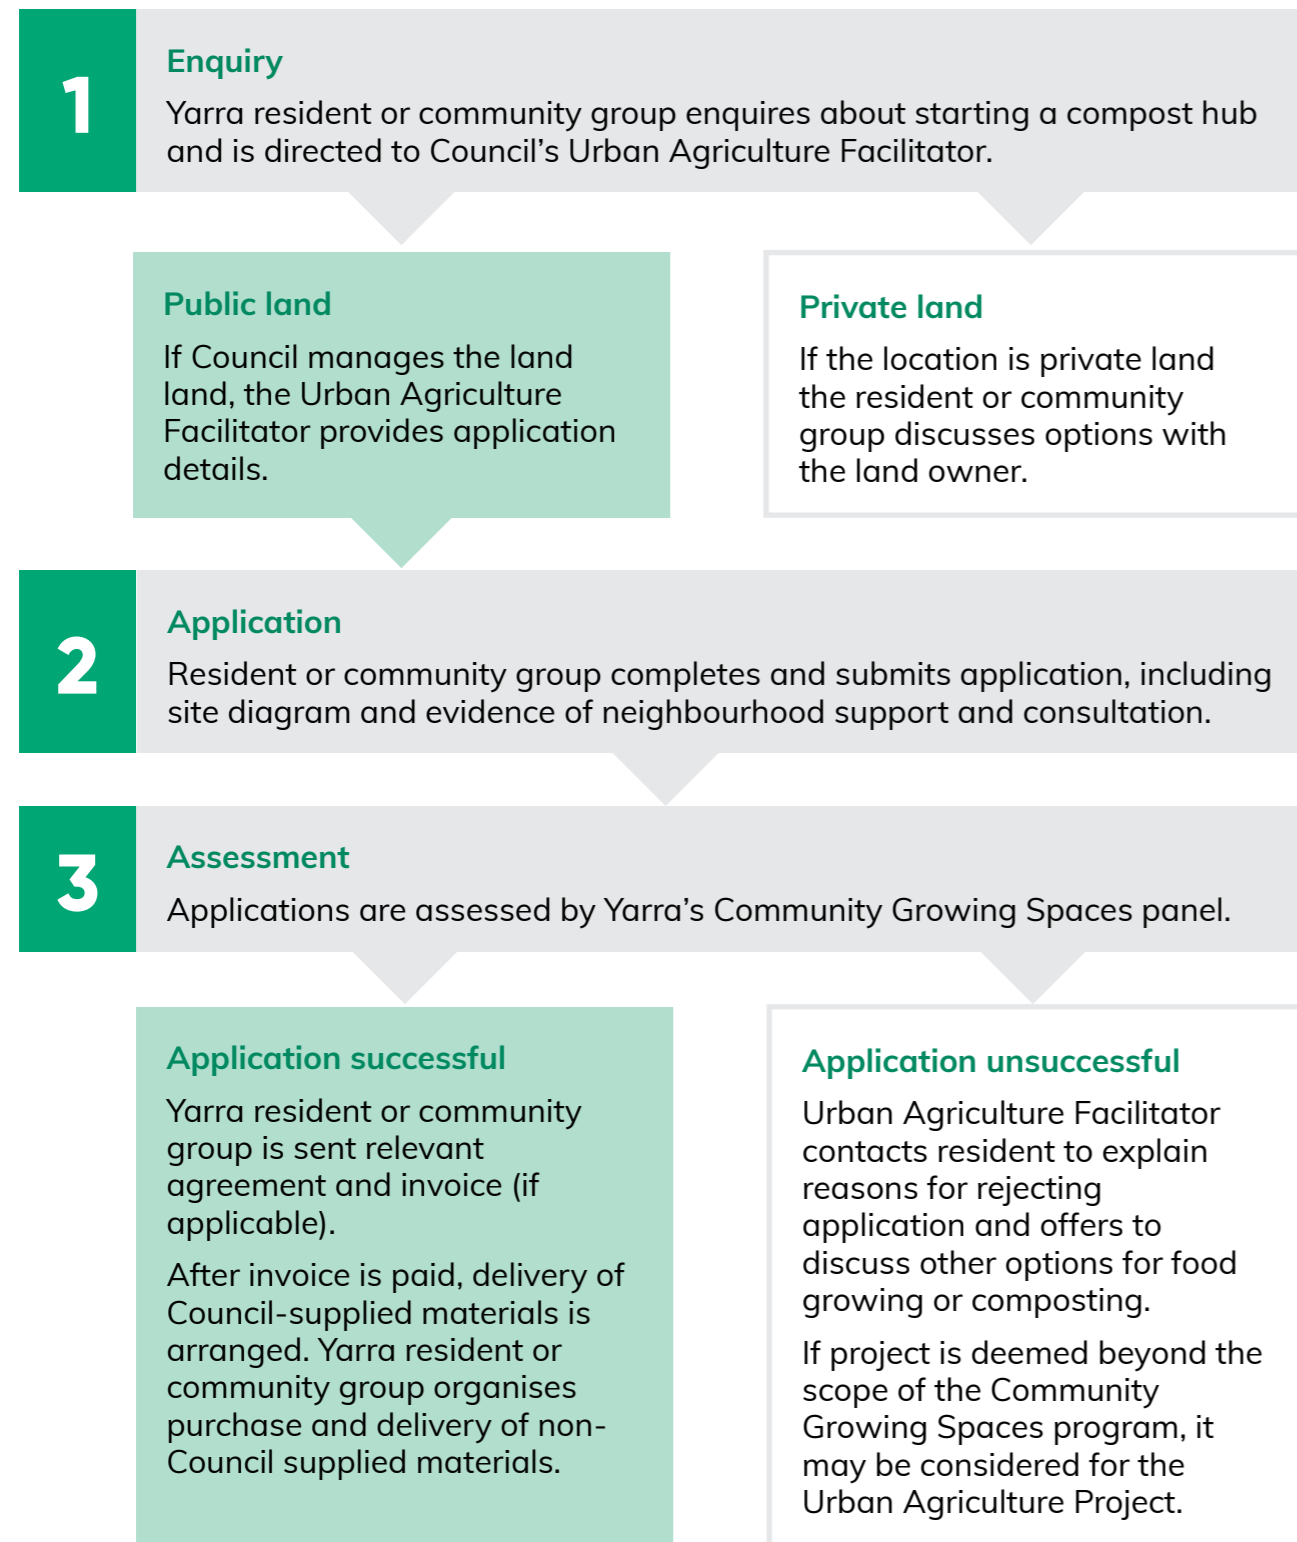 1
Enquiry
Yarra resident or community group enquires about starting a compost hub
and is directed to Council’s Urban Agriculture Facilitator.
Public land
If Council manages the land
land, the Urban Agriculture
Facilitator provides application
details.
Private land
If the location is private land
the resident or community
group discusses options with
the land owner.
2
Application
Resident or community group completes and submits application, including
site diagram and evidence of neighbourhood support and consultation.
3
Assessment
Applications are assessed by Yarra’s Community Growing Spaces panel.
Application successful
Yarra resident or community
group is sent relevant
agreement and invoice (if
applicable).
After invoice is paid, delivery of
Council-supplied materials is
arranged. Yarra resident or
community group organises
purchase and delivery of non-
Council supplied materials.
Application unsuccessful
Urban Agriculture Facilitator
contacts resident to explain
reasons for rejecting
application and offers to
discuss other options for food
growing or composting.
If project is deemed beyond the
scope of the Community
Growing Spaces program, it
may be considered for the
Urban Agriculture Project.